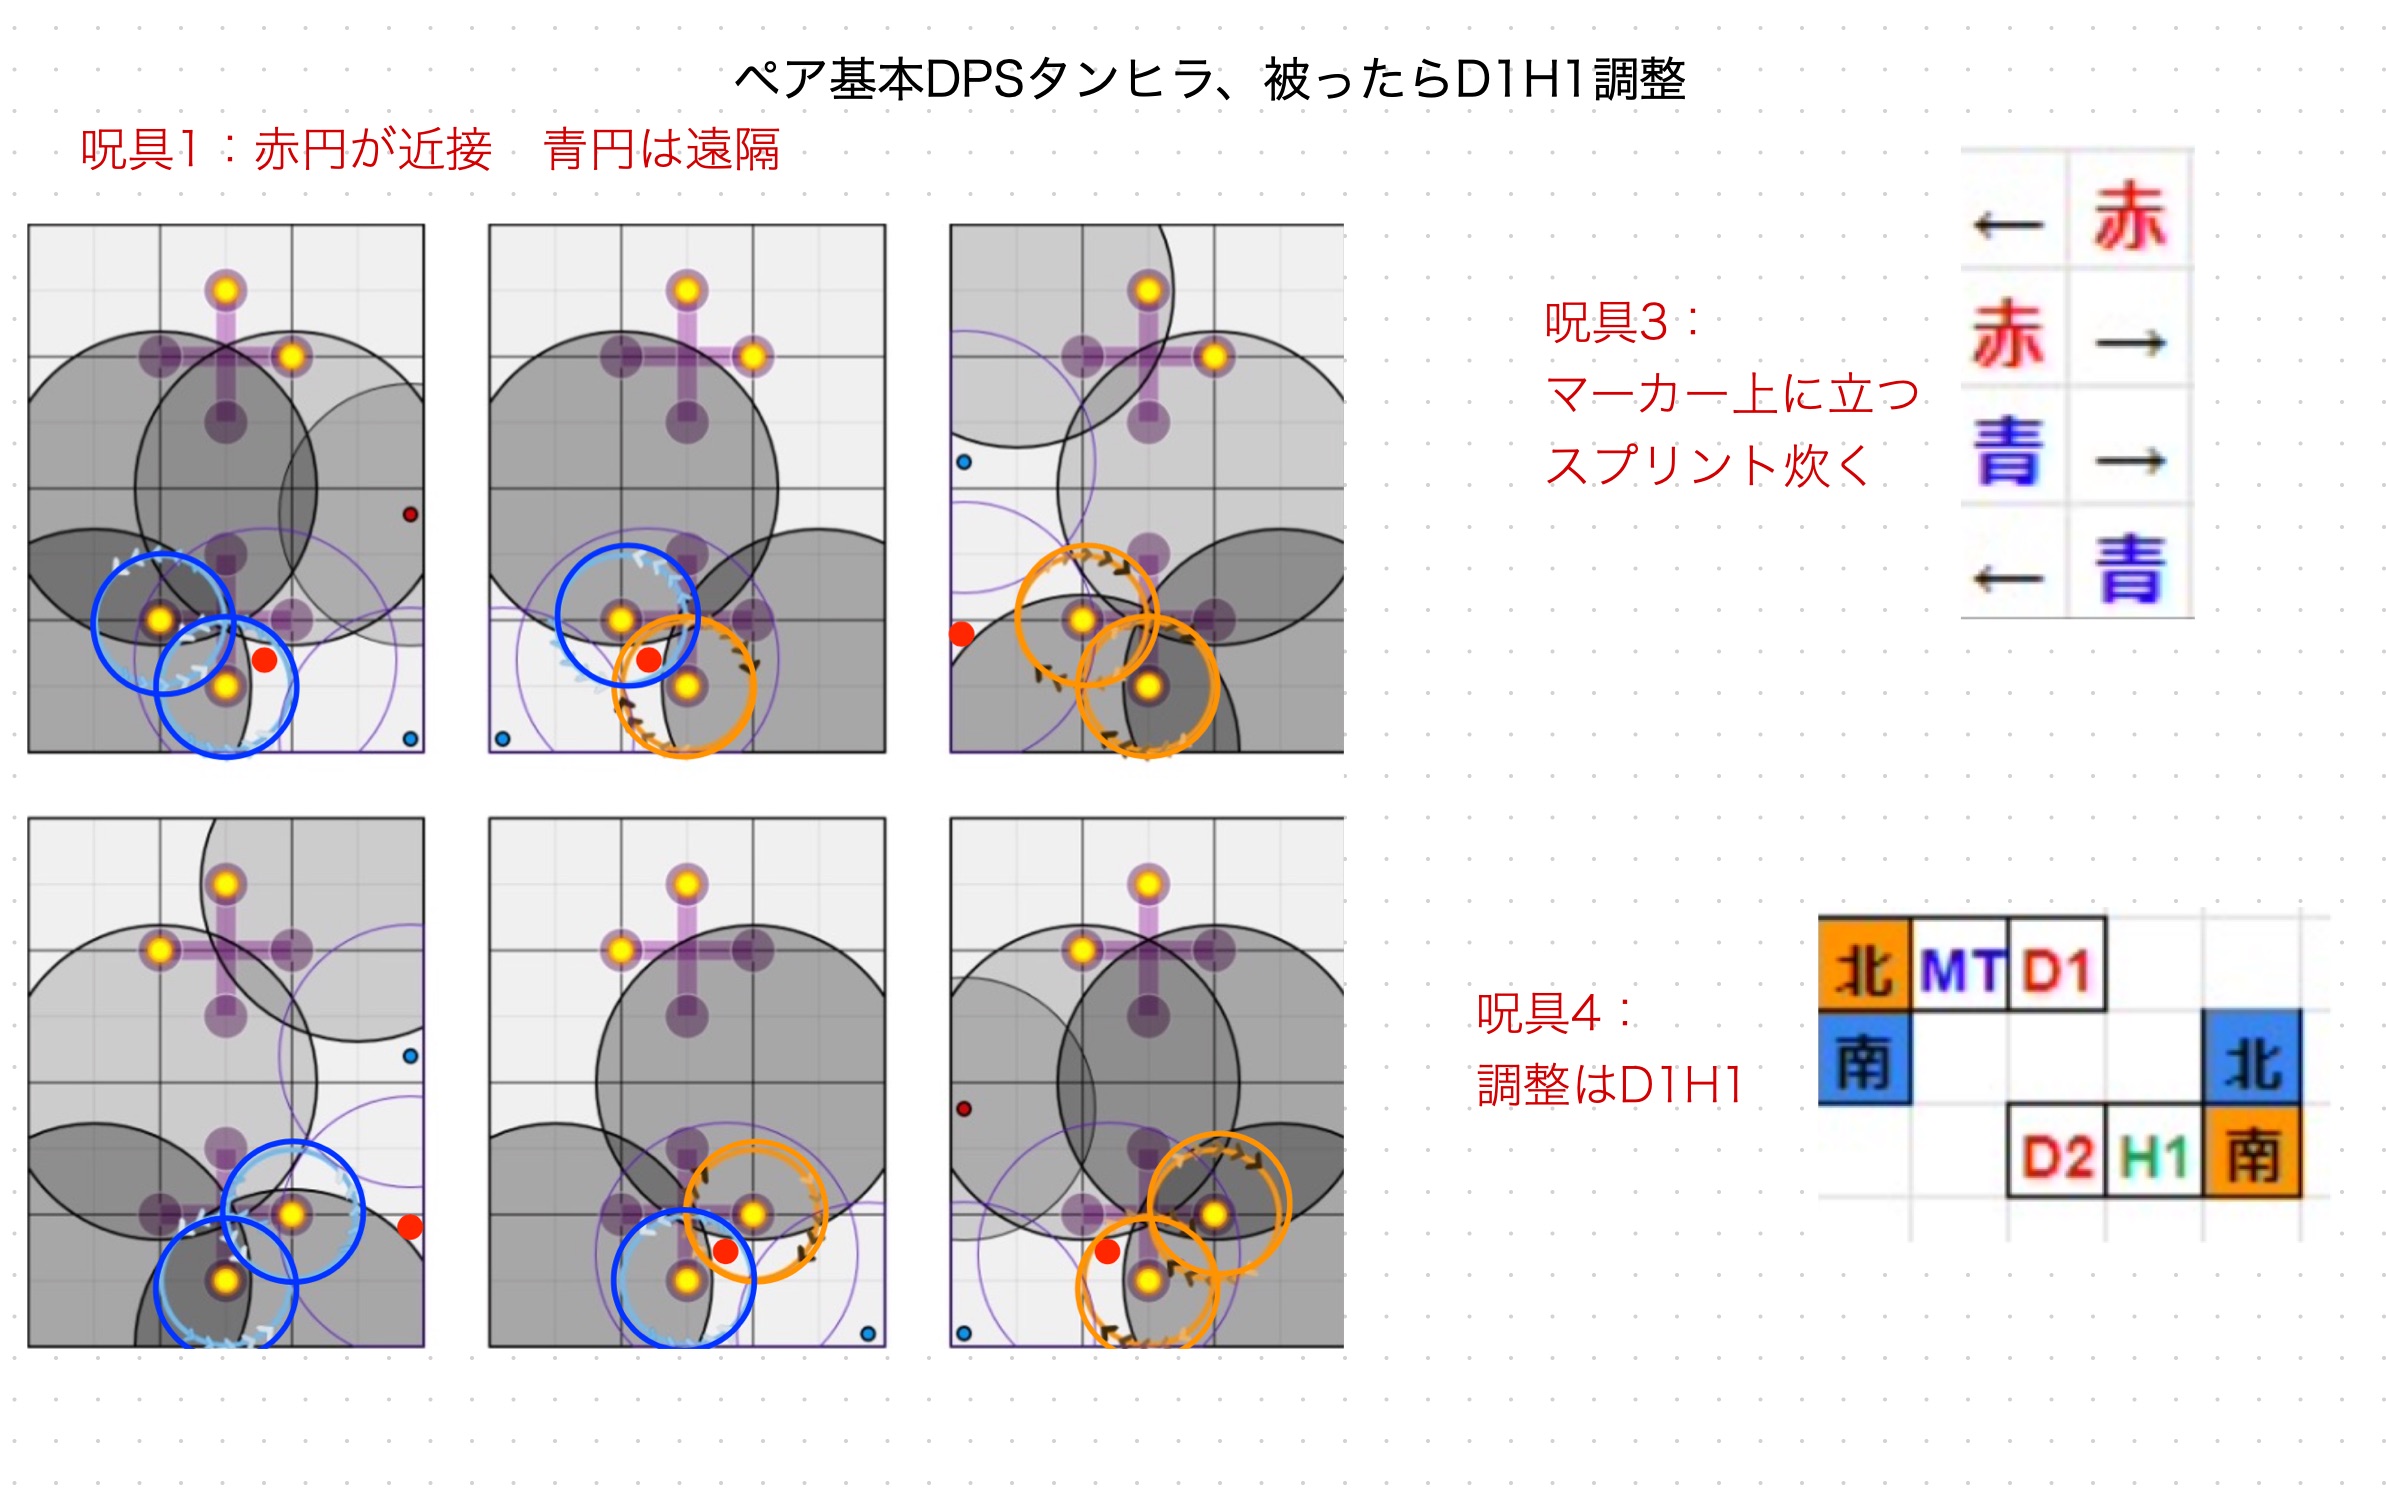 ペア基本DPSタンヒラ、被ったらD1H1調整
呪具1：赤円が近接　青円は遠隔
呪具3：
マーカー上に立つ
スプリント炊く
← 赤
赤 →
青 →
← 青
呪具4：
調整はD1H1
北 MT D1
南 北
D2 H1 南